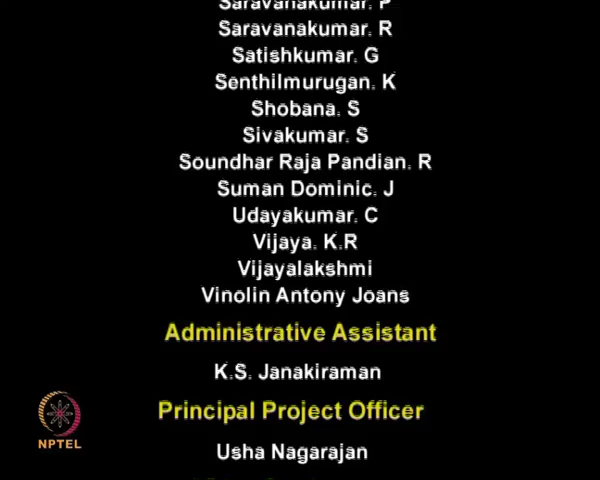 Saravanakumar. P
Saravanakumar. R
Satishkumar. G
Senthilmurugan. K
Shobana. S
Sivakumar. S
Soundhar Raja Pandian. R
Suman Dominic. J
Udayakumar. C
Vijaya. K.R
Vijayalakshmi
Vinolin Antony Joans
Administrative Assistant
K.S. Janakiraman
Principal Project Officer
NPTEL
Usha Nagarajan